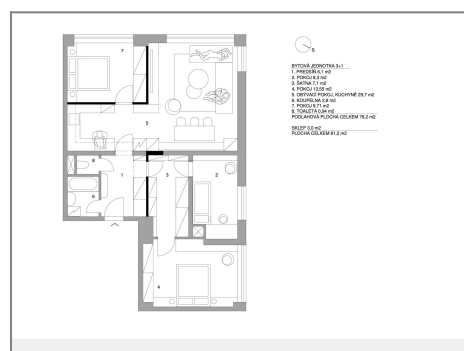 S
BYTOVÁ JEDNOTKA 3+1
1. PŘEDSÍŇ 6,1 m2
2. POKOJ 8,3 m2
3. ŠATNA 7,1 m2
4. POKOJ 13,55 m2
5. OBÝVACÍ POKOJ, KUCHYNĚ 29,7 m2
6. KOUPELNA 2,8 m2
7. POKOJ 9,71 m2
8. TOALETA 0,94 m2
PODLAHOVÁ PLOCHA CELKEM 78,2 m2
SKLEP 3,0 m2
PLOCHA CELKEM 81,2 m2
7
5
8
1
3
2
6
4